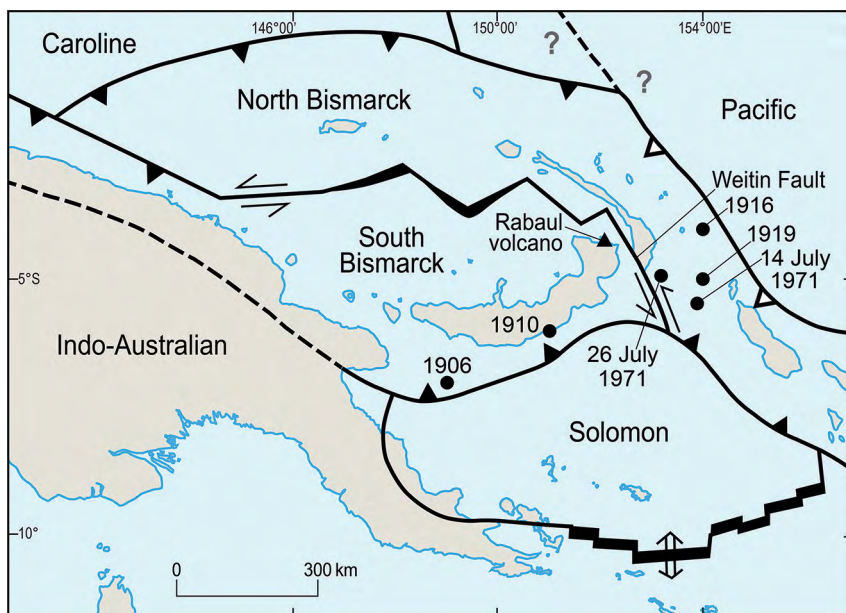 146°00'
150°00'
154°00'E
Caroline
?
?
North Bismarck
Pacific
Weitin Fault
1916
Rabaul
volcano
1919
South
Bismarck
14 July
1971
5°S
Indo-Australian
1910
26 July
1971
1906
Solomon
10°
0
300 km